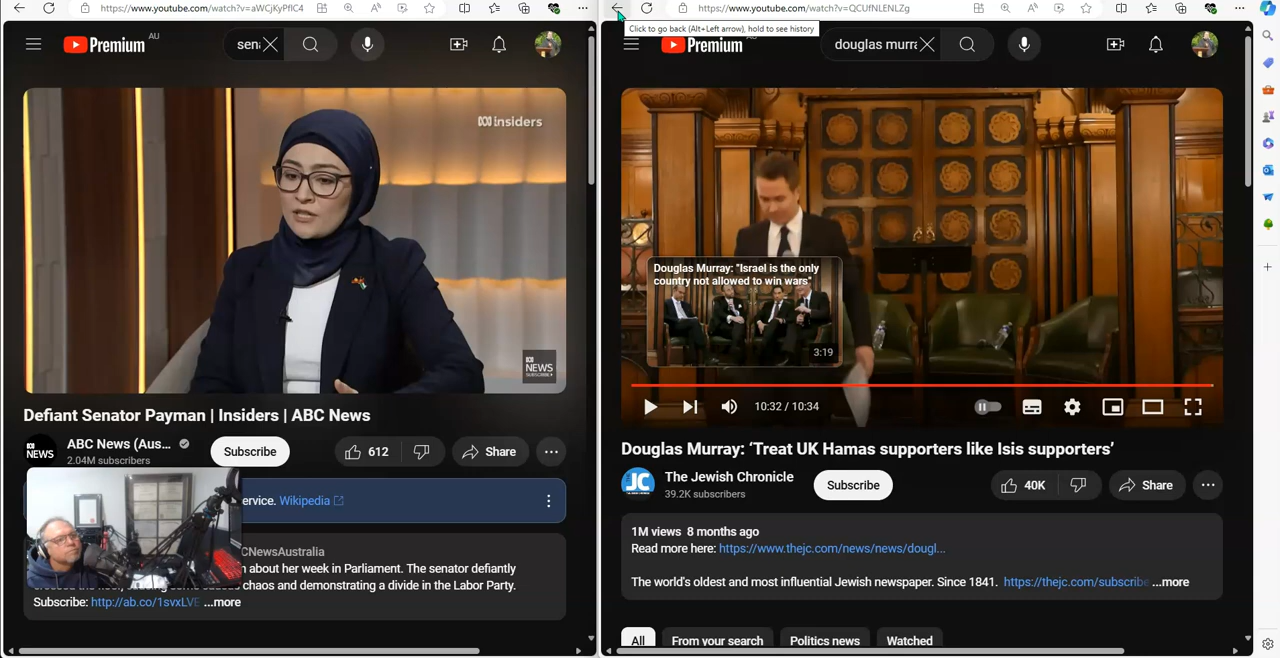 https://www.youtube.com/watch?v=aWCjKyPflC4
Premium AU
sen
insiders
NEWS
Defiant Senator Payman | Insiders | ABC News
ABC News (Aus...
2.04M subscribers
Subscribe
612
Share
NEWS
ervice. Wikipedia
CNewsAustralia
about her week in Parliament. The senator defiantly
chaos and demonstrating a divide in the Labor Party.
Subscribe: http://ab.co/1svxLVE ...more
https://www.youtube.com/watch?v=QCUfNLENLZg
Click to go back (Alt+Left arrow), hold to see history
Premium
douglas murra
Douglas Murray: "Israel is the only
country not allowed to win wars"
3:19
10:32 / 10:34
Douglas Murray: ‘Treat UK Hamas supporters like Isis supporters’
JC
The Jewish Chronicle
39.2K subscribers
Subscribe
40K
Share
1M views 8 months ago
Read more here: https://www.thejc.com/news/news/dougl...
The world's oldest and most influential Jewish newspaper. Since 1841. https://thejc.com/subscribe ...more
All
From your search
Politics news
Watched